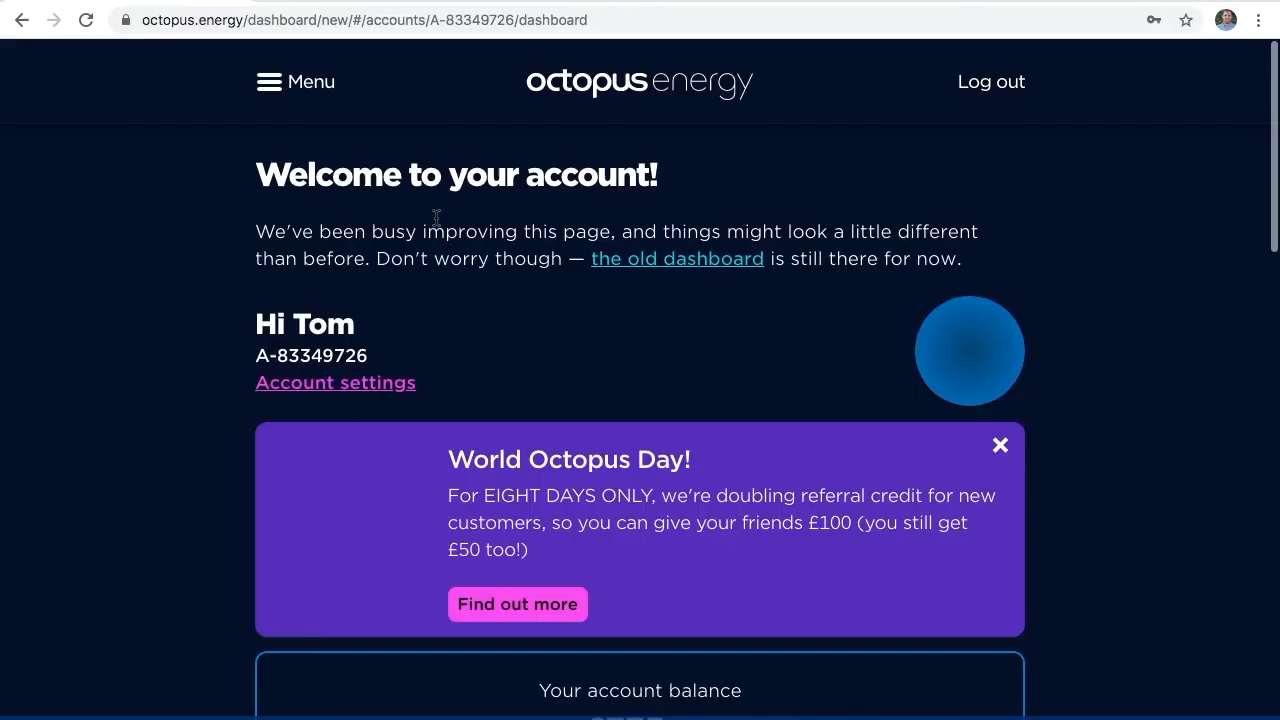 octopus.energy/dashboard/new/#/accounts/A-83349726/dashboard
Menu
octopus energy
Log out
Welcome to your account!
We've been busy improving this page, and things might look a little different
than before. Don't worry though — the old dashboard is still there for now.
Hi Tom
A-83349726
Account settings
World Octopus Day!
For EIGHT DAYS ONLY, we're doubling referral credit for new
customers, so you can give your friends £100 (you still get
£50 too!)
Find out more
Your account balance